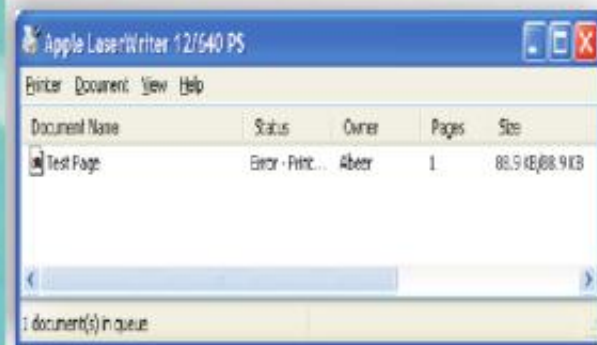 Apple LaserWriter 12/640 PS
Printer Document View Help
Document Name Status Owner Pages Size
Test Page Error - Print... Abeer 1 88.9 KB/88.9 KB
1 document(s) in queue